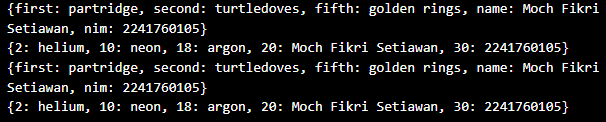 {first: partridge, second: turtledoves, fifth: golden rings, name: Moch Fikri
Setiawan, nim: 2241760105}
{2: helium, 10: neon, 18: argon, 20: Moch Fikri Setiawan, 30: 2241760105}
{first: partridge, second: turtledoves, fifth: golden rings, name: Moch Fikri
Setiawan, nim: 2241760105}
{2: helium, 10: neon, 18: argon, 20: Moch Fikri Setiawan, 30: 2241760105}